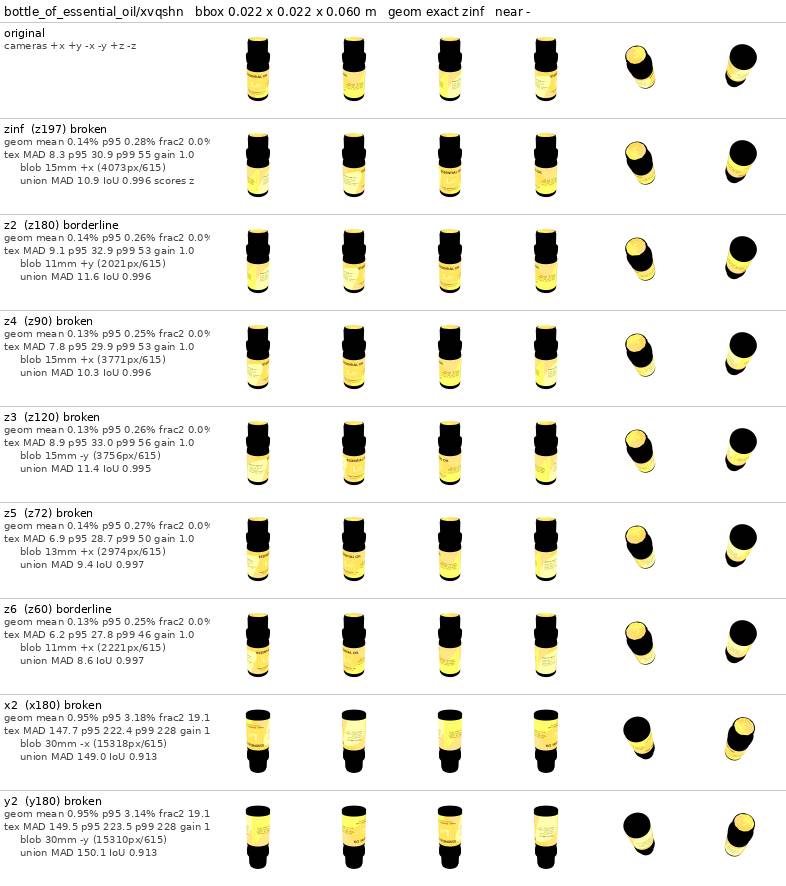 bottle_of_essential_oil/xvqshn bbox 0.022 x 0.022 x 0.060 m geom exact zinf near -
original
cameras +x +y -x -y +z -z
zinf (z197) broken
geom mean 0.14% p95 0.28% frac2 0.0%
tex MAD 8.3 p95 30.9 p99 55 gain 1.0
blob 15mm +x (4073px/615)
union MAD 10.9 IoU 0.996 scores z
z2 (z180) borderline
geom mean 0.14% p95 0.26% frac2 0.0%
tex MAD 9.1 p95 32.9 p99 53 gain 1.0
blob 11mm +y (2021px/615)
union MAD 11.6 IoU 0.996
z4 (z90) broken
geom mean 0.13% p95 0.25% frac2 0.0%
tex MAD 7.8 p95 29.9 p99 53 gain 1.0
blob 15mm +x (3771px/615)
union MAD 10.3 IoU 0.996
z3 (z120) broken
geom mean 0.13% p95 0.26% frac2 0.0%
tex MAD 8.9 p95 33.0 p99 56 gain 1.0
blob 15mm -y (3756px/615)
union MAD 11.4 IoU 0.995
z5 (z72) broken
geom mean 0.14% p95 0.27% frac2 0.0%
tex MAD 6.9 p95 28.7 p99 50 gain 1.0
blob 13mm +x (2974px/615)
union MAD 9.4 IoU 0.997
z6 (z60) borderline
geom mean 0.13% p95 0.25% frac2 0.0%
tex MAD 6.2 p95 27.8 p99 46 gain 1.0
blob 11mm +x (2221px/615)
union MAD 8.6 IoU 0.997
x2 (x180) broken
geom mean 0.95% p95 3.18% frac2 19.1
tex MAD 147.7 p95 222.4 p99 228 gain 1
blob 30mm -x (15318px/615)
union MAD 149.0 IoU 0.913
y2 (y180) broken
geom mean 0.95% p95 3.14% frac2 19.1
tex MAD 149.5 p95 223.5 p99 228 gain 1
blob 30mm -y (15310px/615)
union MAD 150.1 IoU 0.913